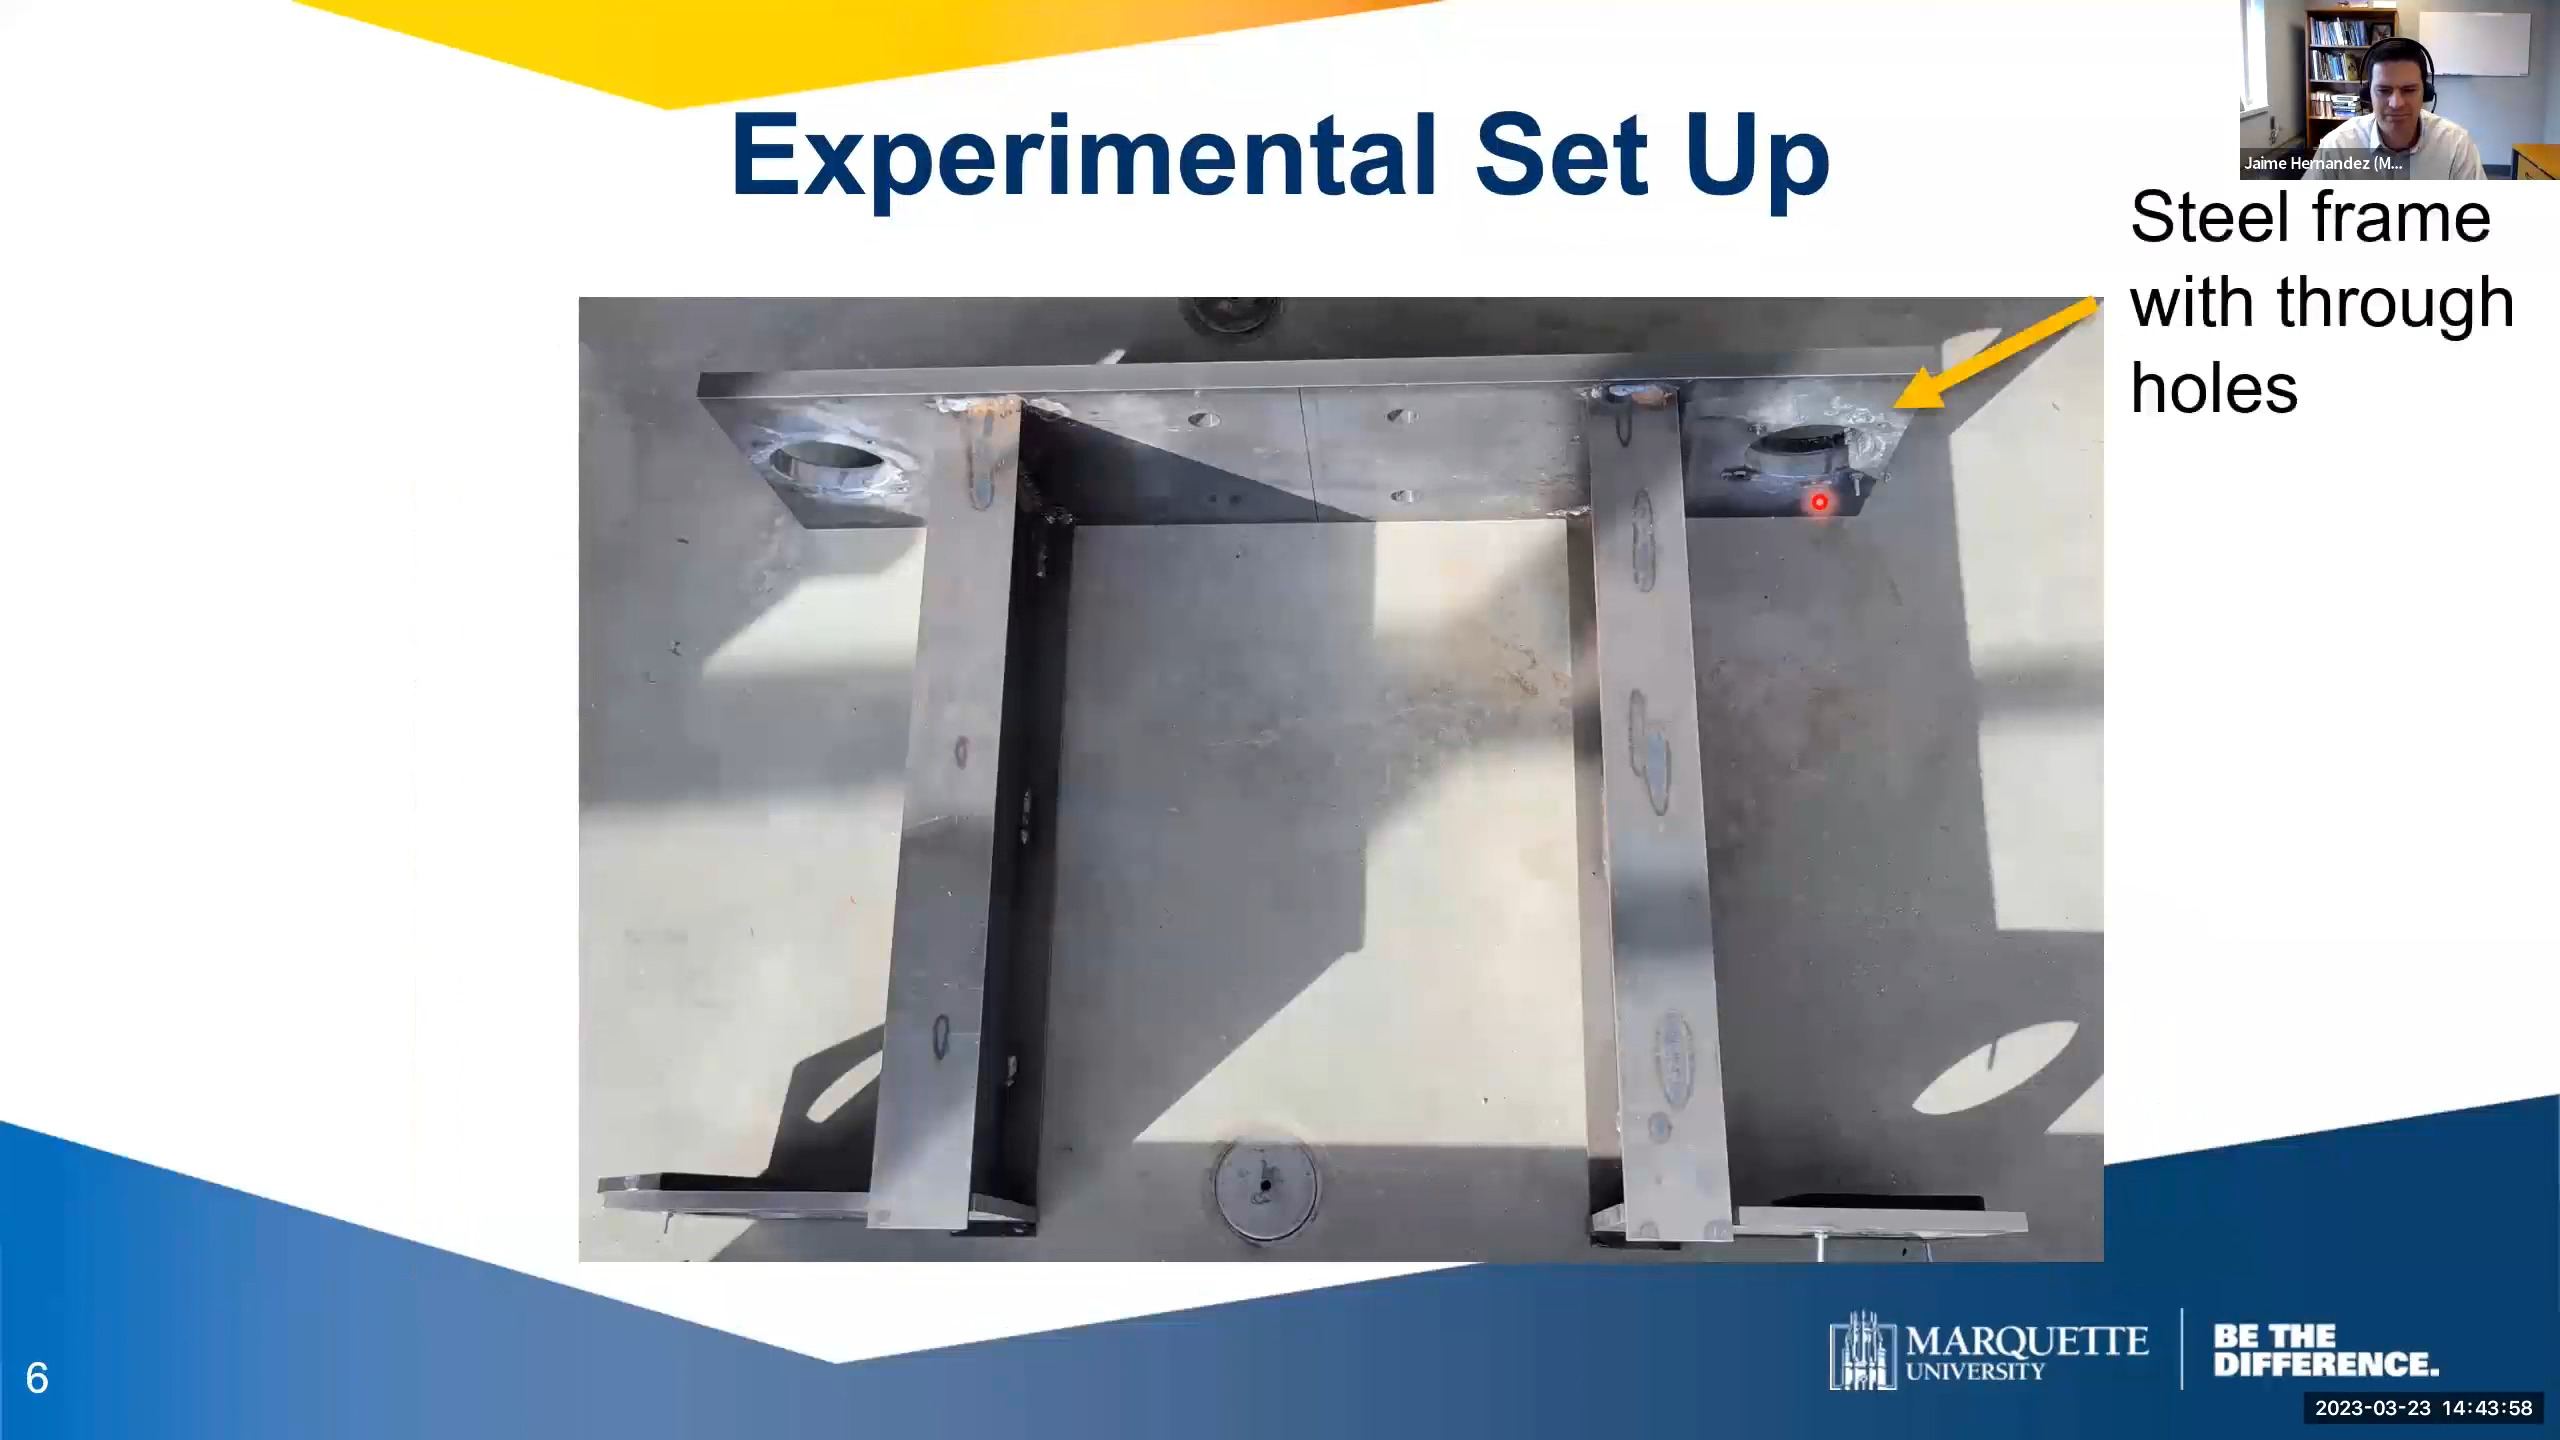 Experimental Set Up
Jaime Hernandez (M...
Steel frame
with through
holes
6
MARQUETTE
UNIVERSITY
BE THE
DIFFERENCE.
2023-03-23 14:43:58